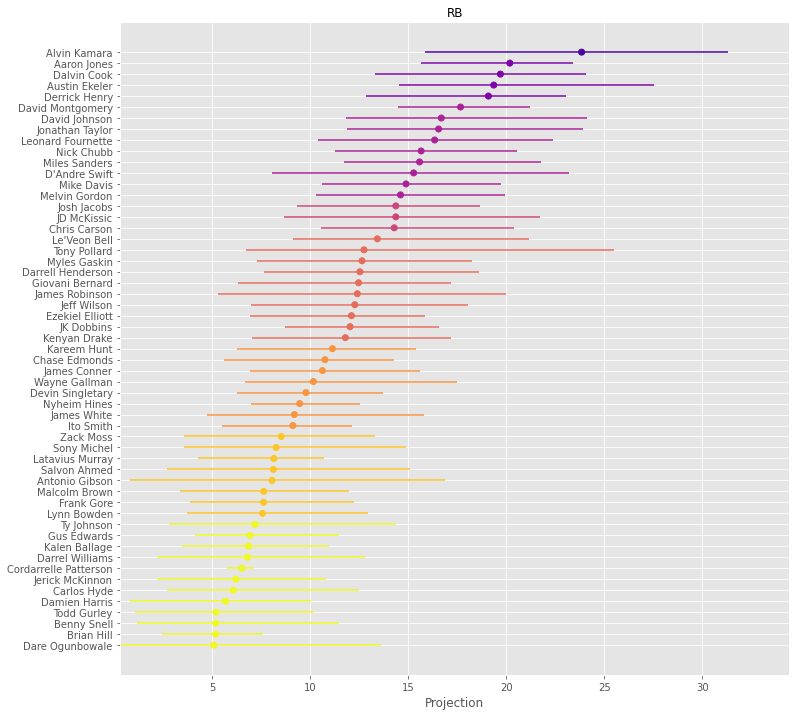 RB
Alvin Kamara
Aaron Jones
Dalvin Cook
Austin Ekeler
Derrick Henry
David Montgomery
David Johnson
Jonathan Taylor
Leonard Fournette
Nick Chubb
Miles Sanders
D'Andre Swift
Mike Davis
Melvin Gordon
Josh Jacobs
JD McKissic
Chris Carson
Le'Veon Bell
Tony Pollard
Myles Gaskin
Darrell Henderson
Giovani Bernard
James Robinson
Jeff Wilson
Ezekiel Elliott
JK Dobbins
Kenyan Drake
Kareem Hunt
Chase Edmonds
James Conner
Wayne Gallman
Devin Singletary
Nyheim Hines
James White
Ito Smith
Zack Moss
Sony Michel
Latavius Murray
Salvon Ahmed
Antonio Gibson
Malcolm Brown
Frank Gore
Lynn Bowden
Ty Johnson
Gus Edwards
Kalen Ballage
Darrel Williams
Cordarrelle Patterson
Jerick McKinnon
Carlos Hyde
Damien Harris
Todd Gurley
Benny Snell
Brian Hill
Dare Ogunbowale
5 10 15 20 25 30
Projection